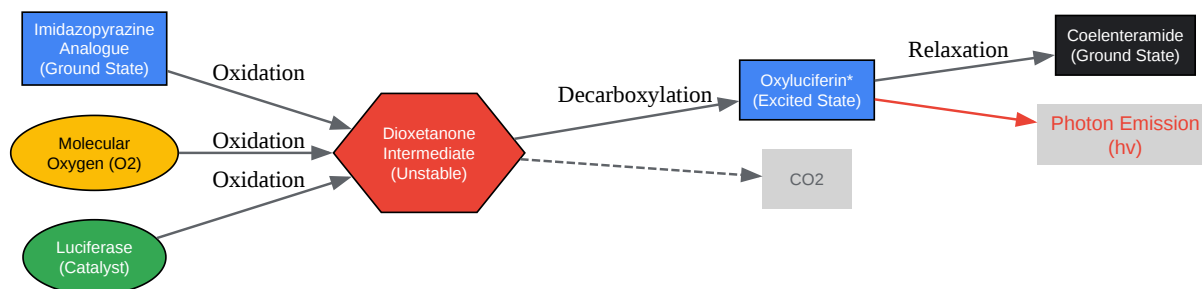 Imidazopyrazine
Analogue
(Ground State)
Oxidation
Molecular
Oxygen (O2)
Oxidation
Luciferase
(Catalyst)
Oxidation
Dioxetanone
Intermediate
(Unstable)
Decarboxylation
CO2
Oxyluciferin*
(Excited State)
Relaxation
Coelenteramide
(Ground State)
Photon Emission
(hv)